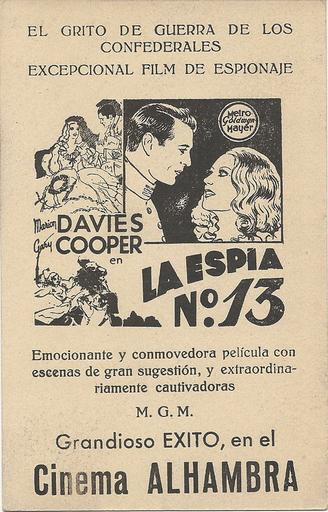 EL GRITO DE GUERRA DE LOS
CONFEDERALES
EXCEPCIONAL FILM DE ESPIONAJE
Metro
Goldwyn
Mayer
Marion DAVIES
Gary COOPER
en
LA ESPIA
Nº. 13
Emocionante y conmovedora película con
escenas de gran sugestión, y extraordina-
riamente cautivadoras
M. G. M.
Grandioso EXITO, en el
Cinema ALHAMBRA